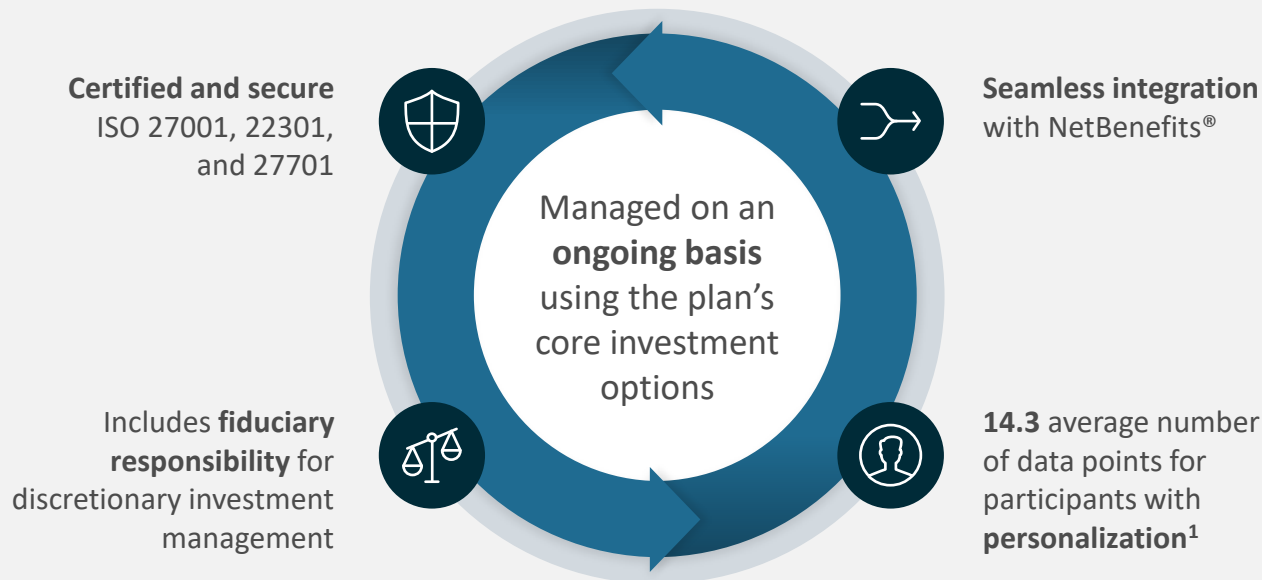 Certified and secure
ISO 27001, 22301,
and 27701
Seamless integration
with NetBenefits®
Managed on an
ongoing basis
using the plan’s
core investment
options
Includes fiduciary
responsibility for
discretionary investment
management
14.3 average number
of data points for
participants with
personalization¹